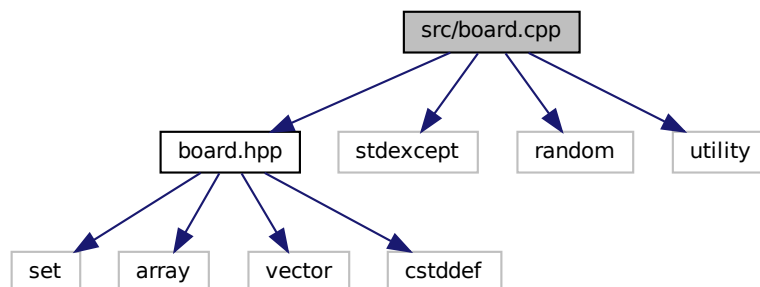 src/board.cpp
board.hpp
stdexcept
random
utility
set
array
vector
cstddef